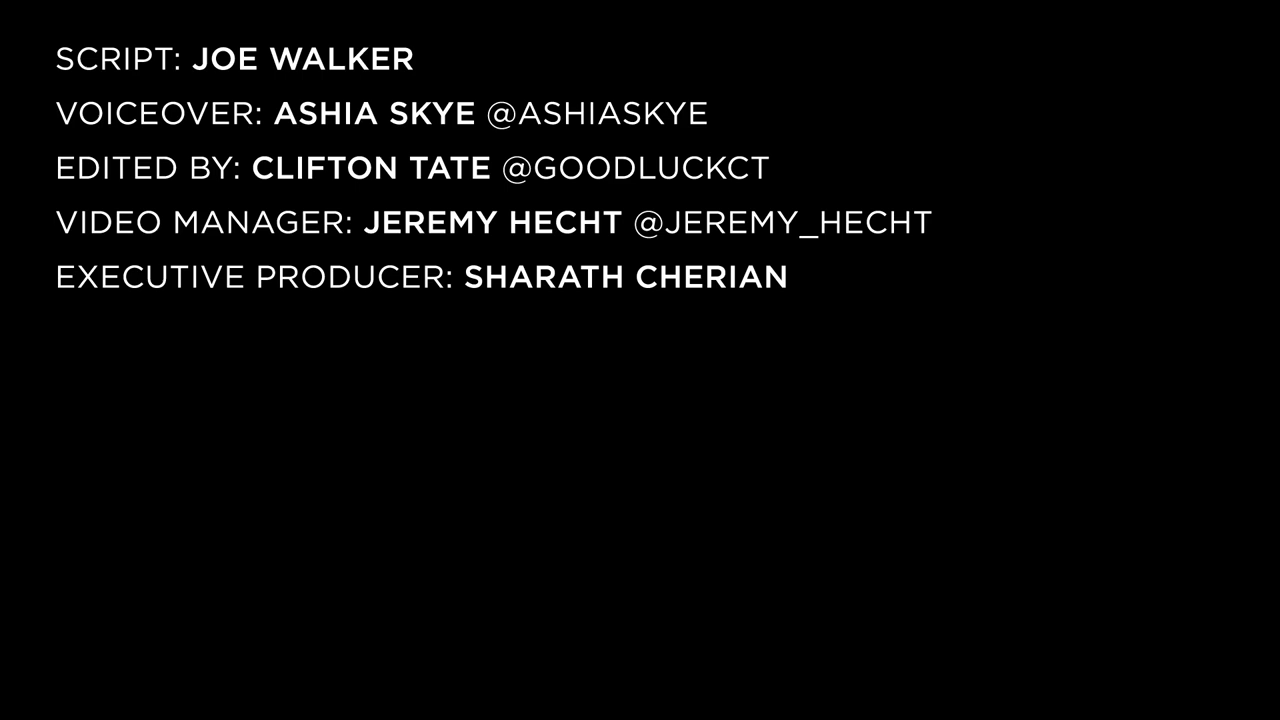 SCRIPT: JOE WALKER
VOICEOVER: ASHIA SKYE @ASHIASKYE
EDITED BY: CLIFTON TATE @GOODLUCKCT
VIDEO MANAGER: JEREMY HECHT @JEREMY_HECHT
EXECUTIVE PRODUCER: SHARATH CHERIAN